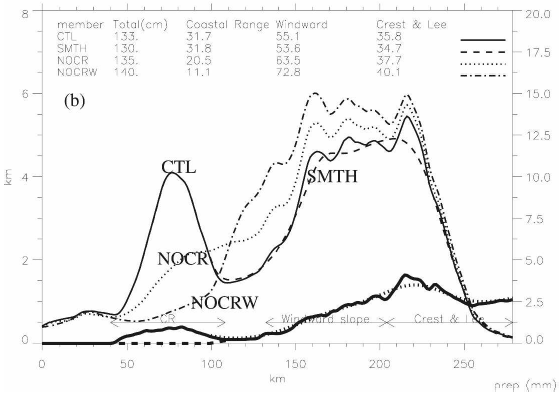 8
20.0
member Total(cm) Coastal Range Windward Crest & Lee
CTL 133. 31.7 55.1 35.8
SMTH 130. 31.8 53.6 34.7
NOCR 135. 20.5 63.5 37.7
NOCRW 140. 11.1 72.8 40.1
17.5
6
15.0
(b)
12.5
km
4
CTL
SMTH
10.0
7.5
2
NOCR
5.0
NOCRW
2.5
CR Windward slope Crest & Lee
0
0.0
0 50 100 150 200 250
km
prep (mm)